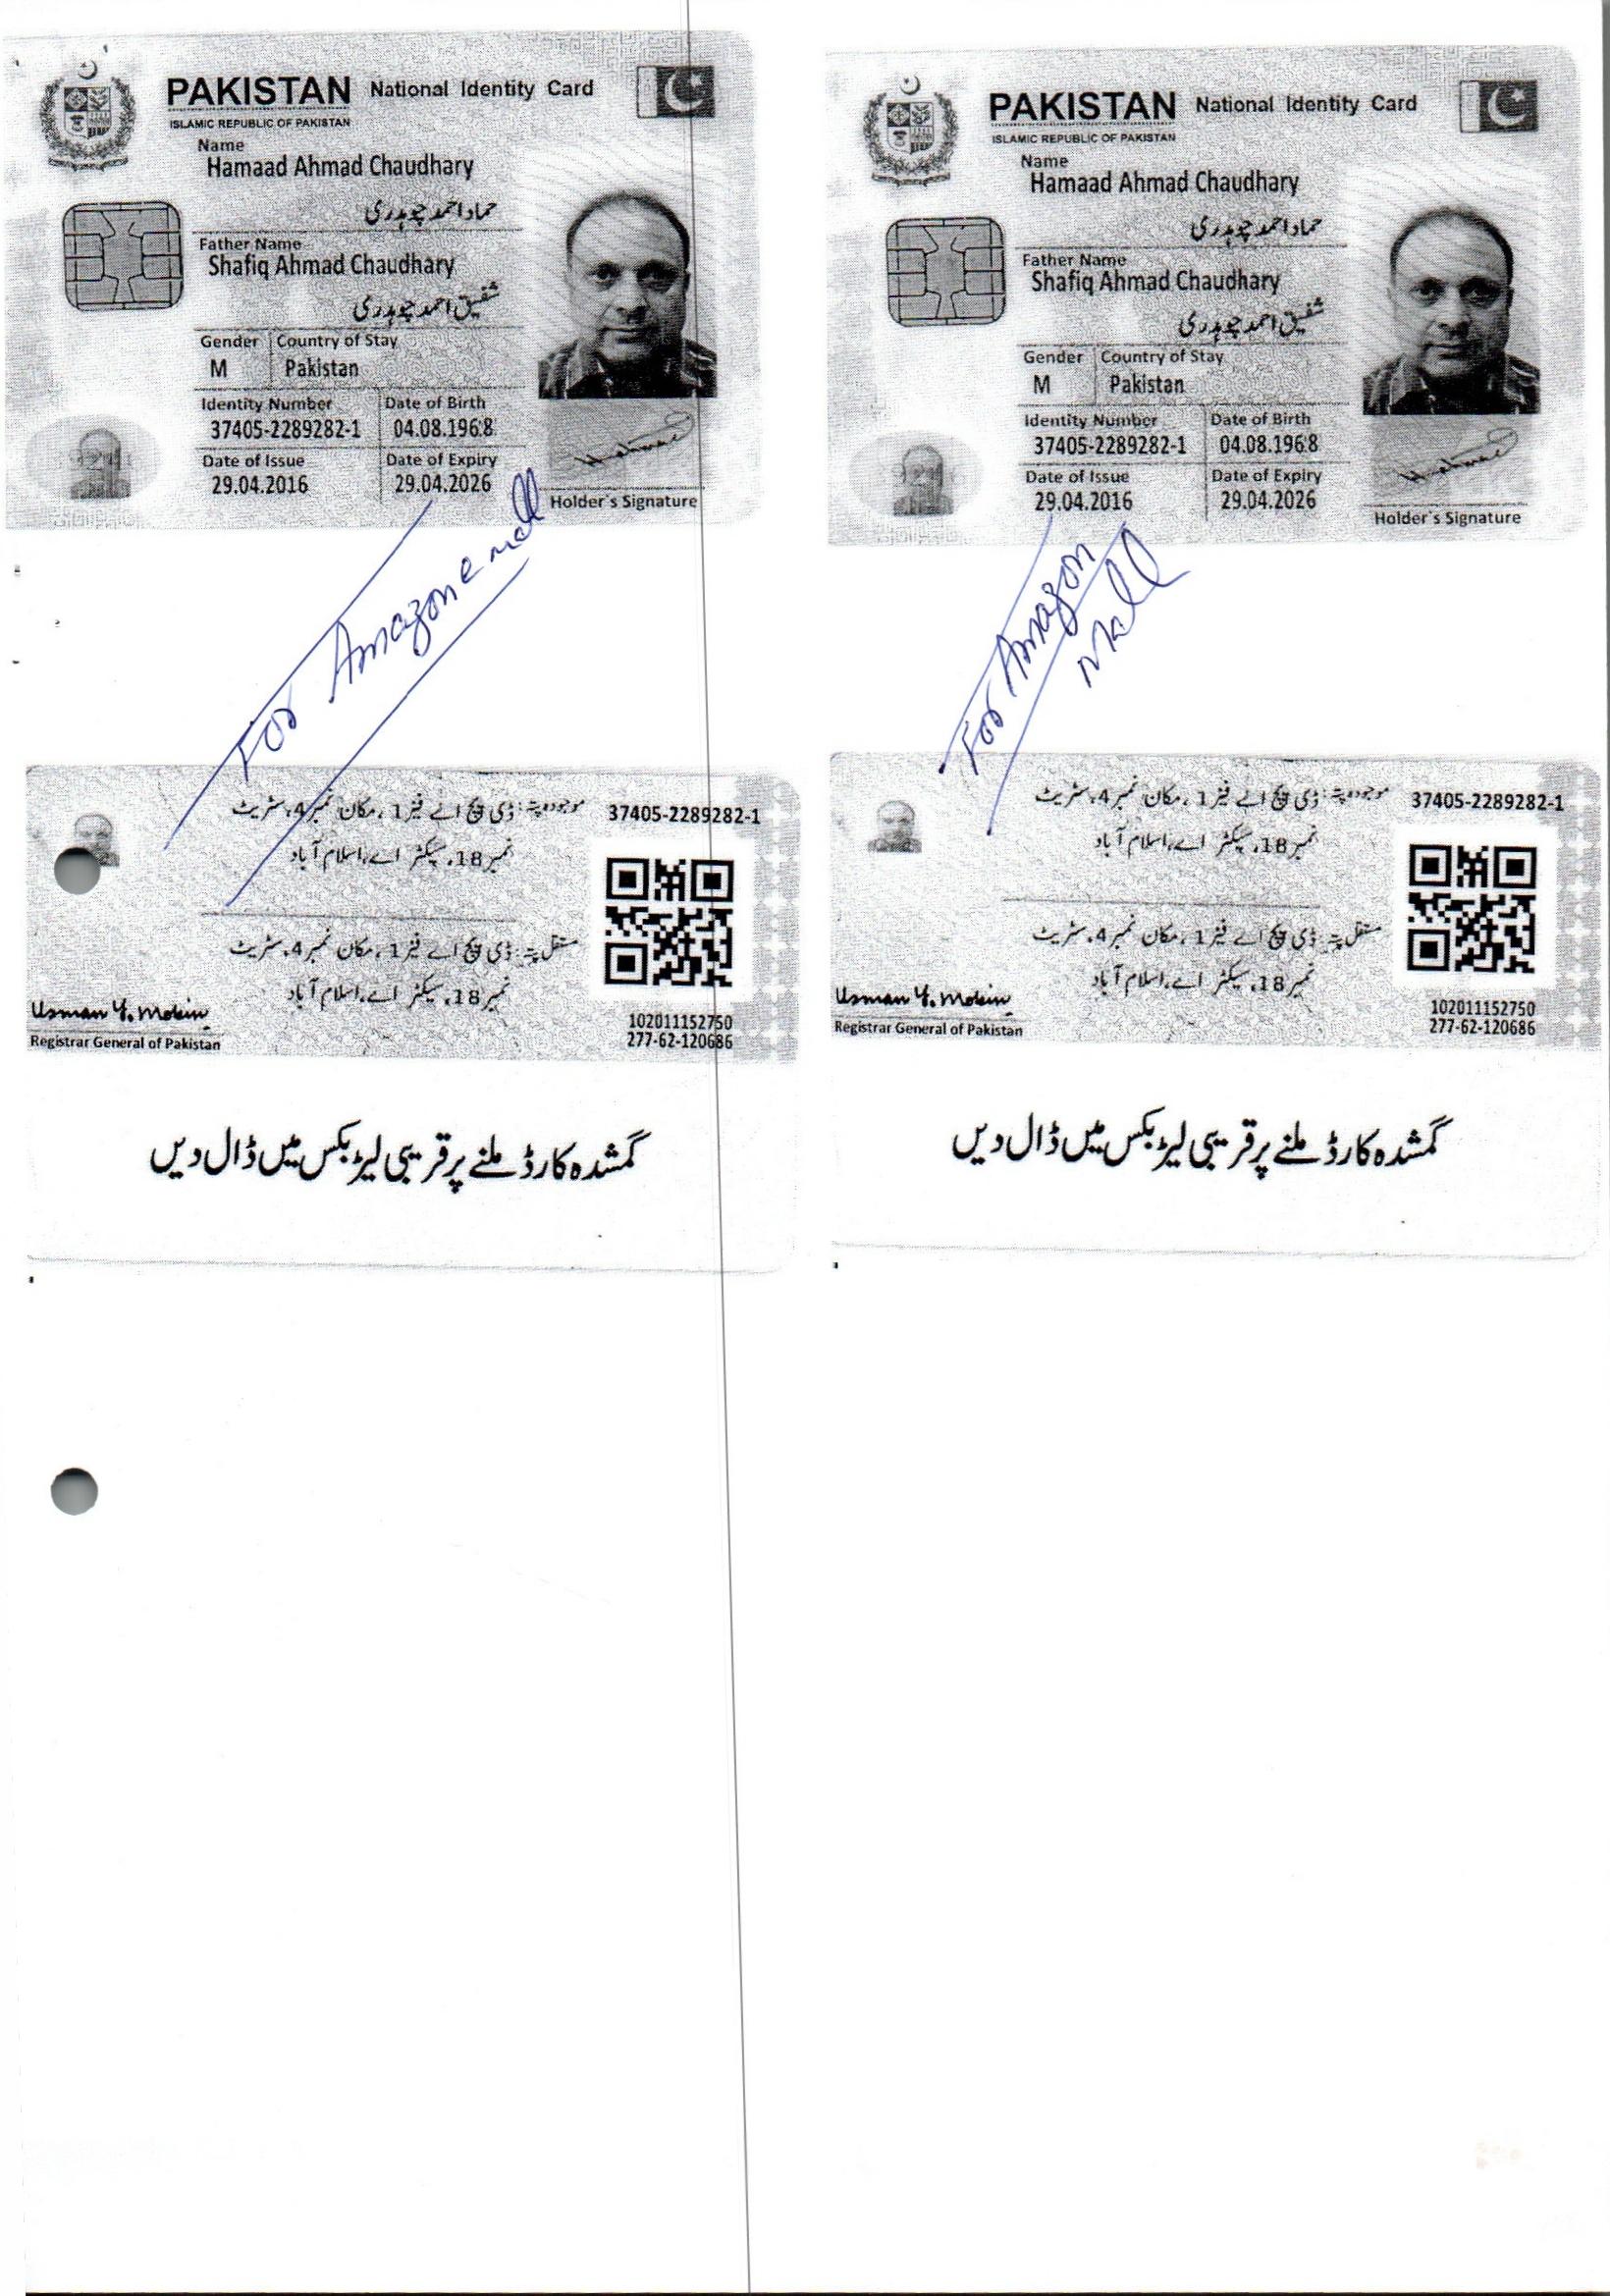 PAKISTAN National Identity Card
ISLAMIC REPUBLIC OF PAKISTAN
Name
Hamaad Ahmad Chaudhary
حماد احمد چوہدری
Father Name
Shafiq Ahmad Chaudhary
شفیق احمد چوہدری
Gender Country of Stay
M Pakistan
Identity Number Date of Birth
37405-2289282-1 04.08.1968
Date of Issue Date of Expiry
29.04.2016 29.04.2026
Holder's Signature
For Amazone mall
موجودہ پتہ: ڈی ایچ اے فیز 1، مکان نمبر 4، سٹریٹ 37405-2289282-1
نمبر 18، سیکٹر اے، اسلام آباد
مستقل پتہ: ڈی ایچ اے فیز 1، مکان نمبر 4، سٹریٹ
نمبر 18، سیکٹر اے، اسلام آباد
Usman Y. Mobin
Registrar General of Pakistan
102011152750
277-62-120686
گمشدہ کارڈ ملنے پر قریبی لیٹر بکس میں ڈال دیں
PAKISTAN National Identity Card
ISLAMIC REPUBLIC OF PAKISTAN
Name
Hamaad Ahmad Chaudhary
حماد احمد چوہدری
Father Name
Shafiq Ahmad Chaudhary
شفیق احمد چوہدری
Gender Country of Stay
M Pakistan
Identity Number Date of Birth
37405-2289282-1 04.08.1968
Date of Issue Date of Expiry
29.04.2016 29.04.2026
Holder's Signature
For Amazon
Mall
موجودہ پتہ: ڈی ایچ اے فیز 1، مکان نمبر 4، سٹریٹ 37405-2289282-1
نمبر 18، سیکٹر اے، اسلام آباد
مستقل پتہ: ڈی ایچ اے فیز 1، مکان نمبر 4، سٹریٹ
نمبر 18، سیکٹر اے، اسلام آباد
Usman Y. Mobin
Registrar General of Pakistan
102011152750
277-62-120686
گمشدہ کارڈ ملنے پر قریبی لیٹر بکس میں ڈال دیں